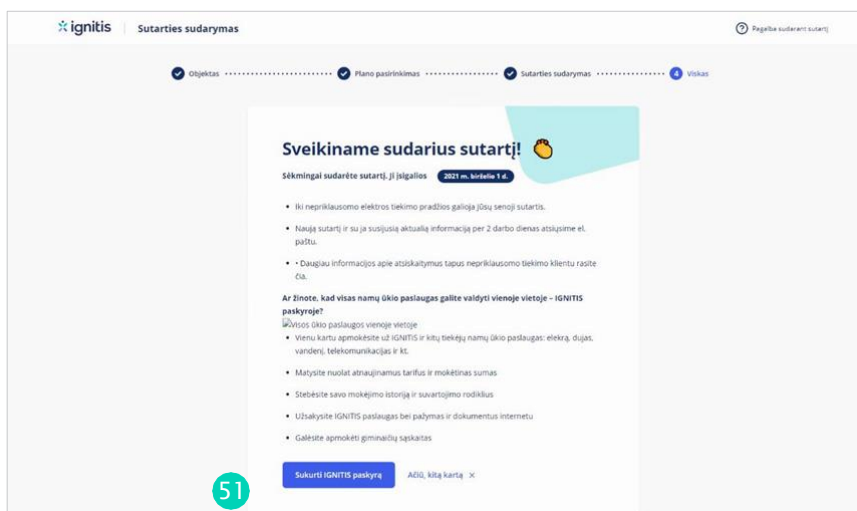 ignitis Sutarties sudarymas Pagalba sudarant sutartį
Objektas Plano pasirinkimas Sutarties sudarymas 4 Viskas
Sveikiname sudarius sutartį!
Sėkmingai sudarėte sutartį. Ji įsigalios 2021 m. birželio 1 d.
• Iki nepriklausomo elektros tiekimo pradžios galioja Jūsų senoji sutartis.
• Naują sutartį ir su ja susijusią aktualią informaciją per 2 darbo dienas atsiųsime el.
paštu.
• • Daugiau informacijos apie atsiskaitymus tapus nepriklausomo tiekimo klientu rasite
čia.
Ar žinote, kad visas namų ūkio paslaugas galite valdyti vienoje vietoje – IGNITIS
paskyroje?
Visos ūkio paslaugos vienoje vietoje
• Vienu kartu apmokėsite už IGNITIS ir kitų tiekėjų namų ūkio paslaugas: elekrą, dujas,
vandenį, telekomunikacijas ir kt.
• Matysite nuolat atnaujinamus tarifus ir mokėtinas sumas
• Stebėsite savo mokėjimo istoriją ir suvartojimo rodiklius
• Užsakysite IGNITIS paslaugas bei pažymas ir dokumentus internetu
• Galėsite apmokėti giminaičių sąskaitas
Sukurti IGNITIS paskyrą Ačiū, kitą kartą ×
51